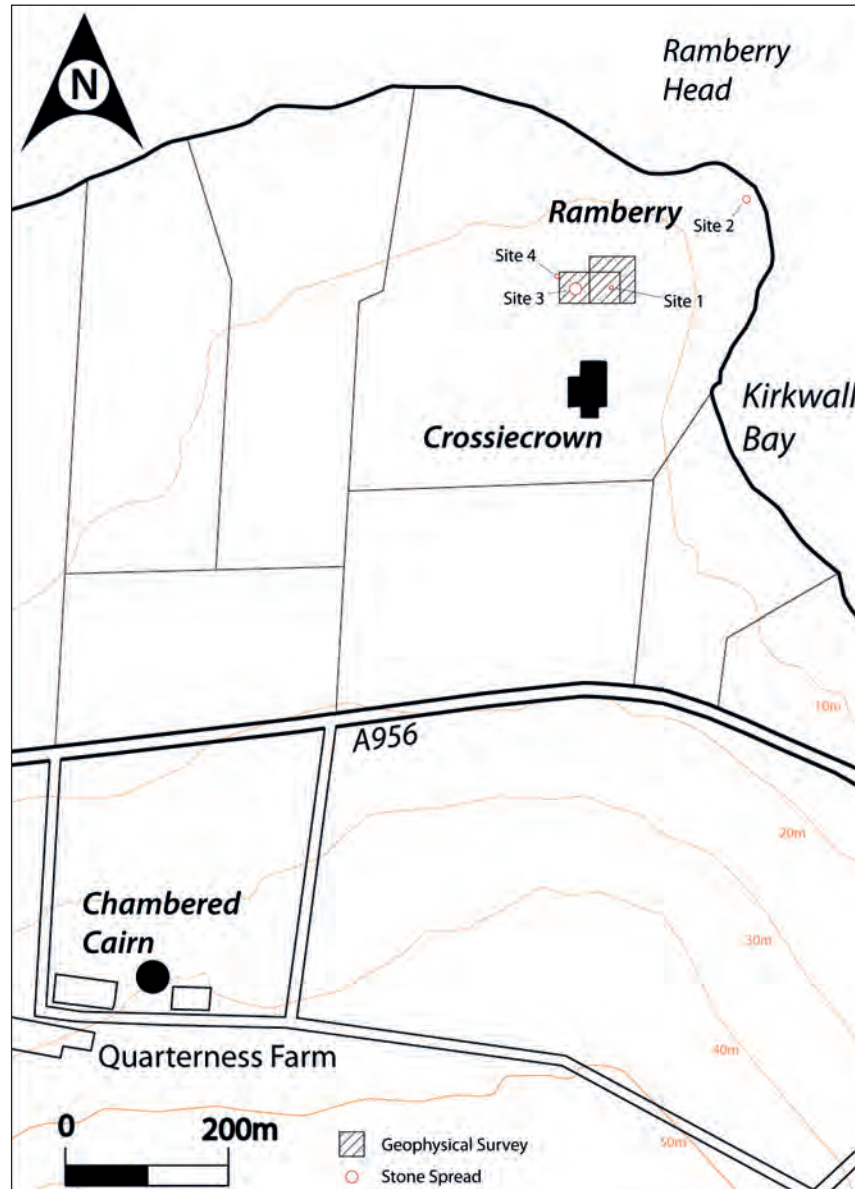 N
Ramberry
Head
Ramberry
Site 2
Site 4
Site 3
Site 1
Kirkwall
Bay
Crossiecrown
10m
A956
20m
Chambered
Cairn
30m
Quarterness Farm
40m
50m
0 200m
Geophysical Survey
Stone Spread